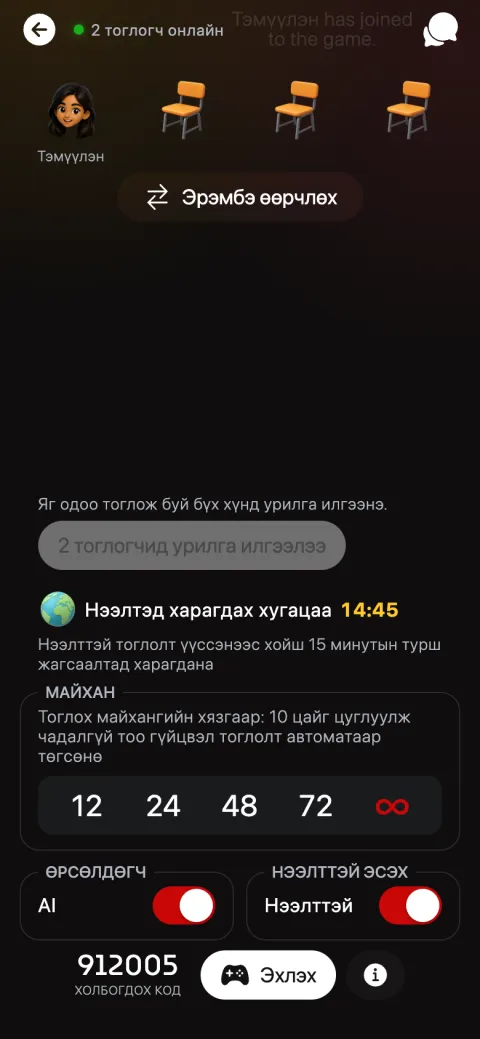 2 тоглогч онлайн
Тэмүүлэн has joined
to the game.
Тэмүүлэн
Эрэмбэ өөрчлөх
Яг одоо тоглож буй бүх хүнд урилга илгээнэ.
2 тоглогчид урилга илгээлээ
Нээлтэд харагдах хугацаа 14:45
Нээлттэй тоглолт үүссэнээс хойш 15 минутын турш
жагсаалтад харагдана
МАЙХАН
Тоглох майхангийн хязгаар: 10 цайг цуглуулж
чадалгүй тоо гүйцвэл тоглолт автоматаар
төгсөнө
12 24 48 72 ∞
ӨРСӨЛДӨГЧ
AI
НЭЭЛТТЭЙ ЭСЭХ
Нээлттэй
912005
ХОЛБОГДОХ КОД
Эхлэх